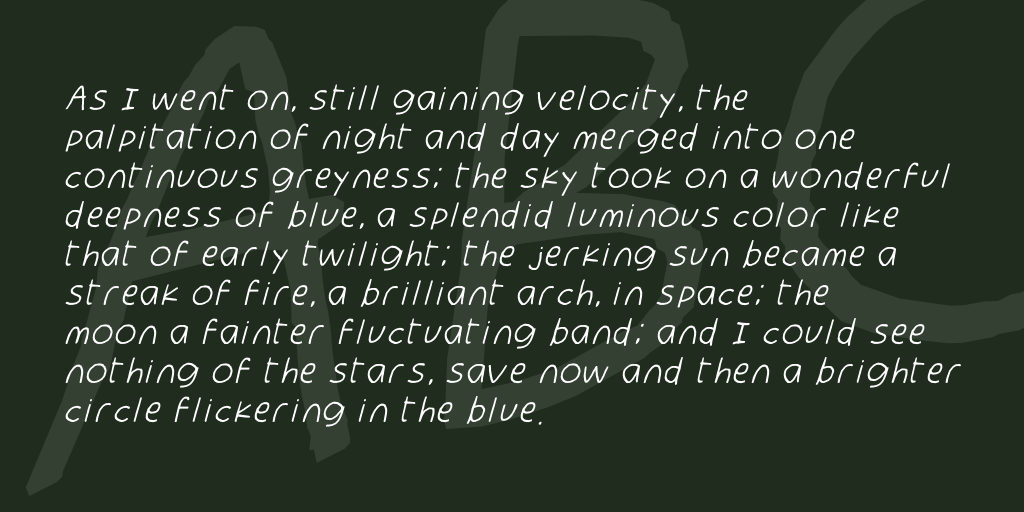 As I went on, still gaining velocity, the
palpitation of night and day merged into one
continuous greyness; the sky took on a wonderful
deepness of blue, a splendid luminous color like
that of early twilight; the jerking sun became a
streak of fire, a brilliant arch, in space; the
moon a fainter fluctuating band; and I could see
nothing of the stars, save now and then a brighter
circle flickering in the blue.
ABC